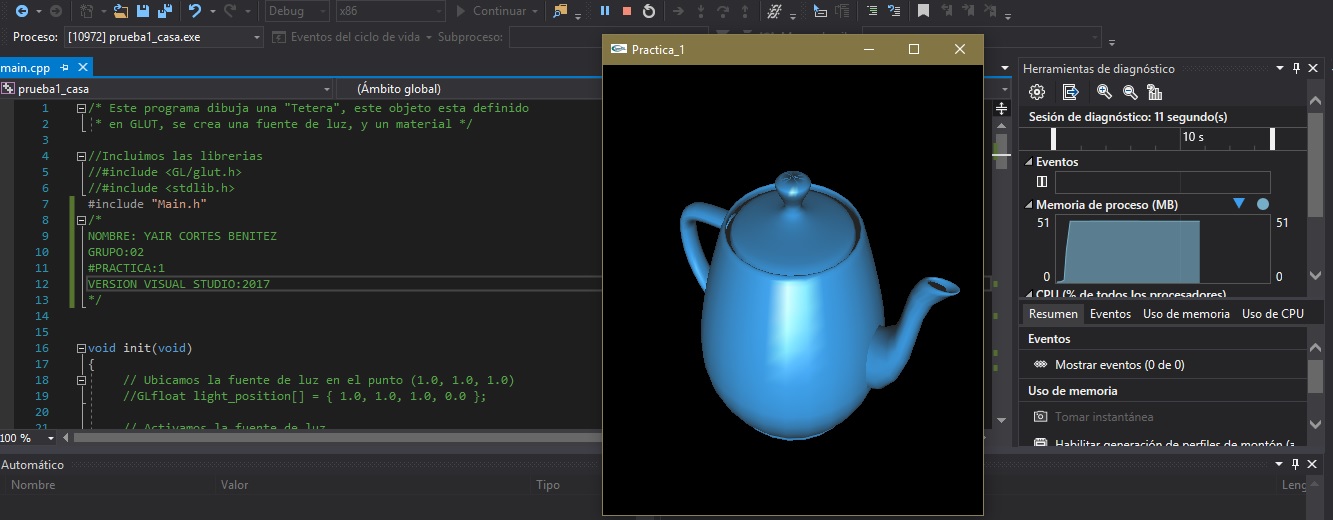 Debug x86 Continuar
Proceso: [10972] prueba1_casa.exe Eventos del ciclo de vida Subproceso:
main.cpp
prueba1_casa (Ámbito global)
1 /* Este programa dibuja una "Tetera", este objeto esta definido
2 * en GLUT, se crea una fuente de luz, y un material */
3
4 //Incluimos las librerias
5 //#include <GL/glut.h>
6 //#include <stdlib.h>
7 #include "Main.h"
8 /*
9 NOMBRE: YAIR CORTES BENITEZ
10 GRUPO:02
11 #PRACTICA:1
12 VERSION VISUAL STUDIO:2017
13 */
14
15
16 void init(void)
17 {
18 // Ubicamos la fuente de luz en el punto (1.0, 1.0, 1.0)
19 //GLfloat light_position[] = { 1.0, 1.0, 1.0, 0.0 };
20
21 // Activamos la fuente de luz
100 %
Automático
Nombre Valor Tipo
Practica_1
Herramientas de diagnóstico
Sesión de diagnóstico: 11 segundo(s)
10 s
Eventos
Memoria de proceso (MB)
51 51
0 0
CPU (% de todos los procesadores)
Resumen Eventos Uso de memoria Uso de CPU
Eventos
Mostrar eventos (0 de 0)
Uso de memoria
Tomar instantánea
Habilitar generación de perfiles de montón (a
Leng